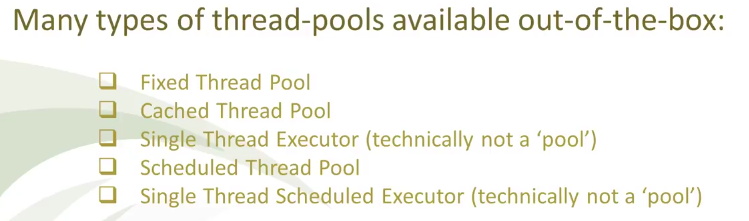 Many types of thread-pools available out-of-the-box:
Fixed Thread Pool
Cached Thread Pool
Single Thread Executor (technically not a ‘pool’)
Scheduled Thread Pool
Single Thread Scheduled Executor (technically not a ‘pool’)